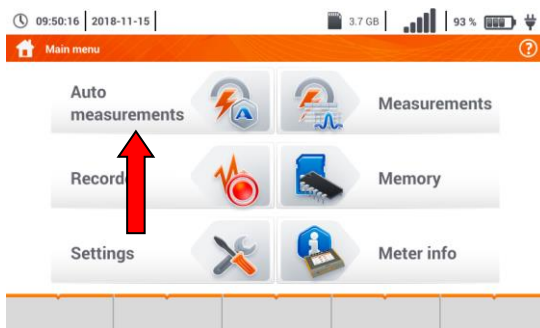 09:50:16 2018-11-15 3.7 GB 93 %
Main menu ?
Auto
measurements
Measurements
Memory
Settings
Meter info